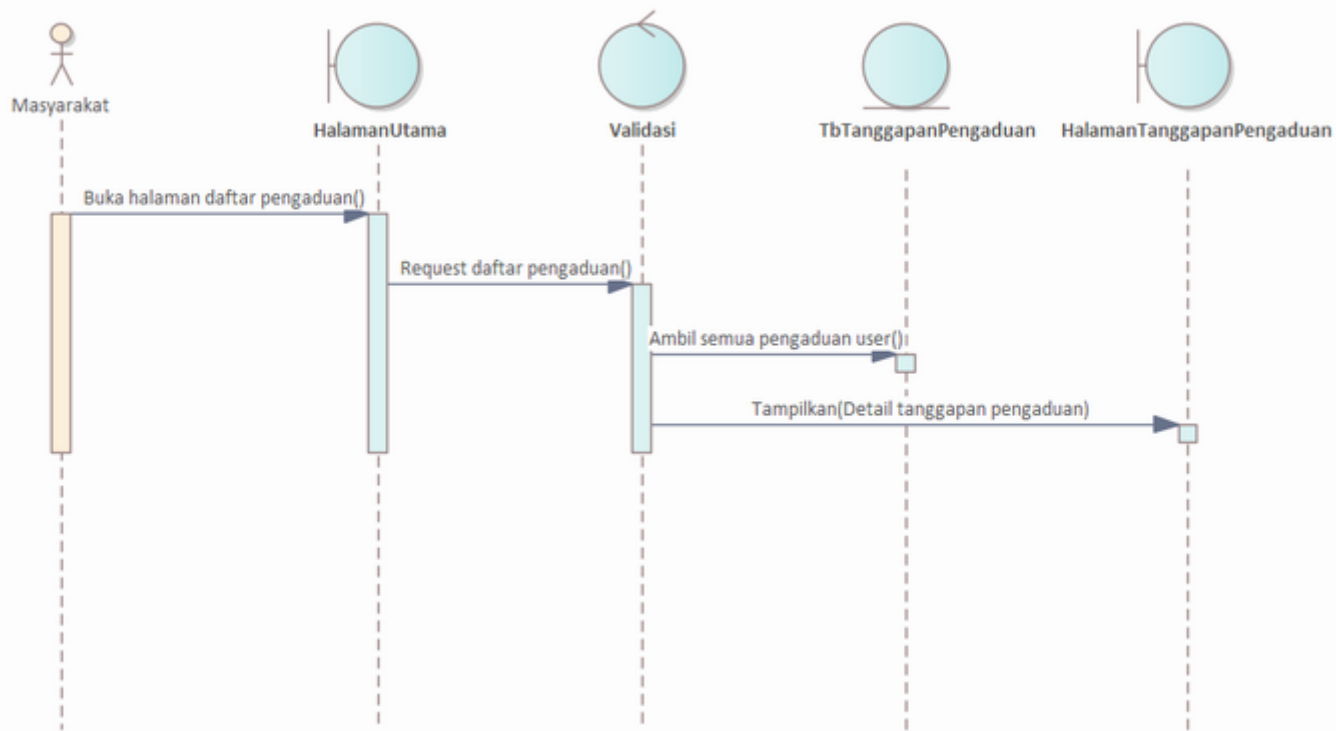 Masyarakat
HalamanUtama
Validasi
TbTanggapanPengaduan
HalamanTanggapanPengaduan
Buka halaman daftar pengaduan()
Request daftar pengaduan()
Ambil semua pengaduan user()
Tampilkan(Detail tanggapan pengaduan)